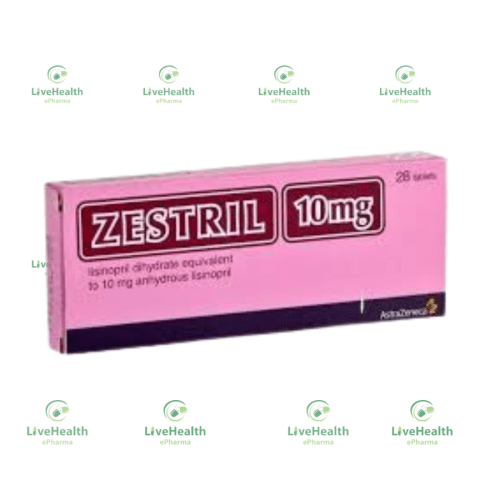 LiveHealth
ePharma
LiveHealth
ePharma
LiveHealth
ePharma
LiveHealth
ePharma
28 tablets
ZESTRIL
10mg
lisinopril dihydrate equivalent
to 10 mg anhydrous lisinopril
Li
AstraZeneca
LiveHealth
ePharma
LiveHealth
ePharma
LiveHealth
ePharma
LiveHealth
ePharma